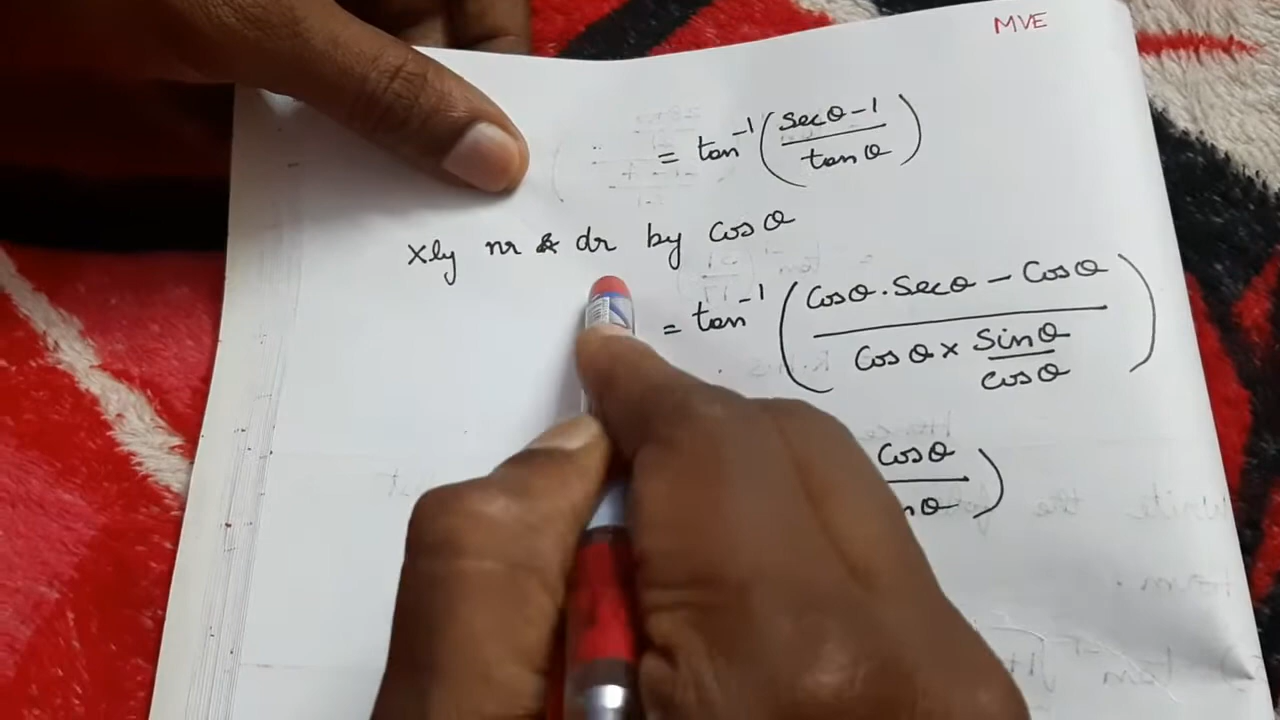 MVE
= tan⁻¹ (secθ-1 / tanθ)
xly nr & dr by cosθ
= tan⁻¹ (cosθ.secθ - cosθ / cosθ × sinθ/cosθ)
cosθ / nθ)